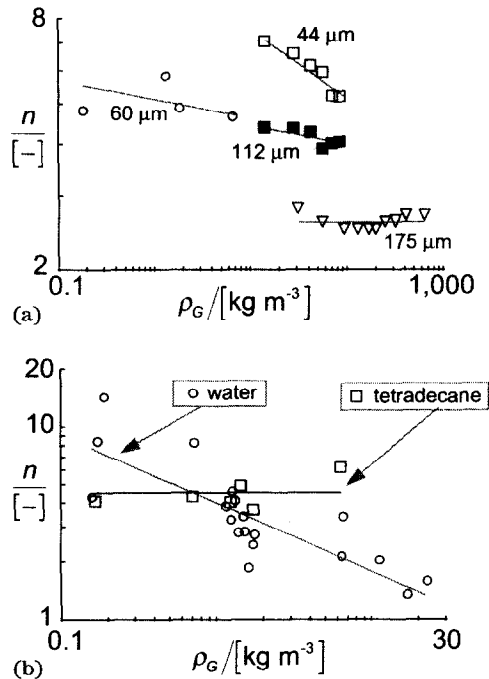 8
44 μm
n/[–]
60 μm
112 μm
175 μm
2
0.1
1,000
ρG/[kg m⁻³]
(a)
20
water
tetradecane
10
n/[–]
1
0.1
30
ρG/[kg m⁻³]
(b)